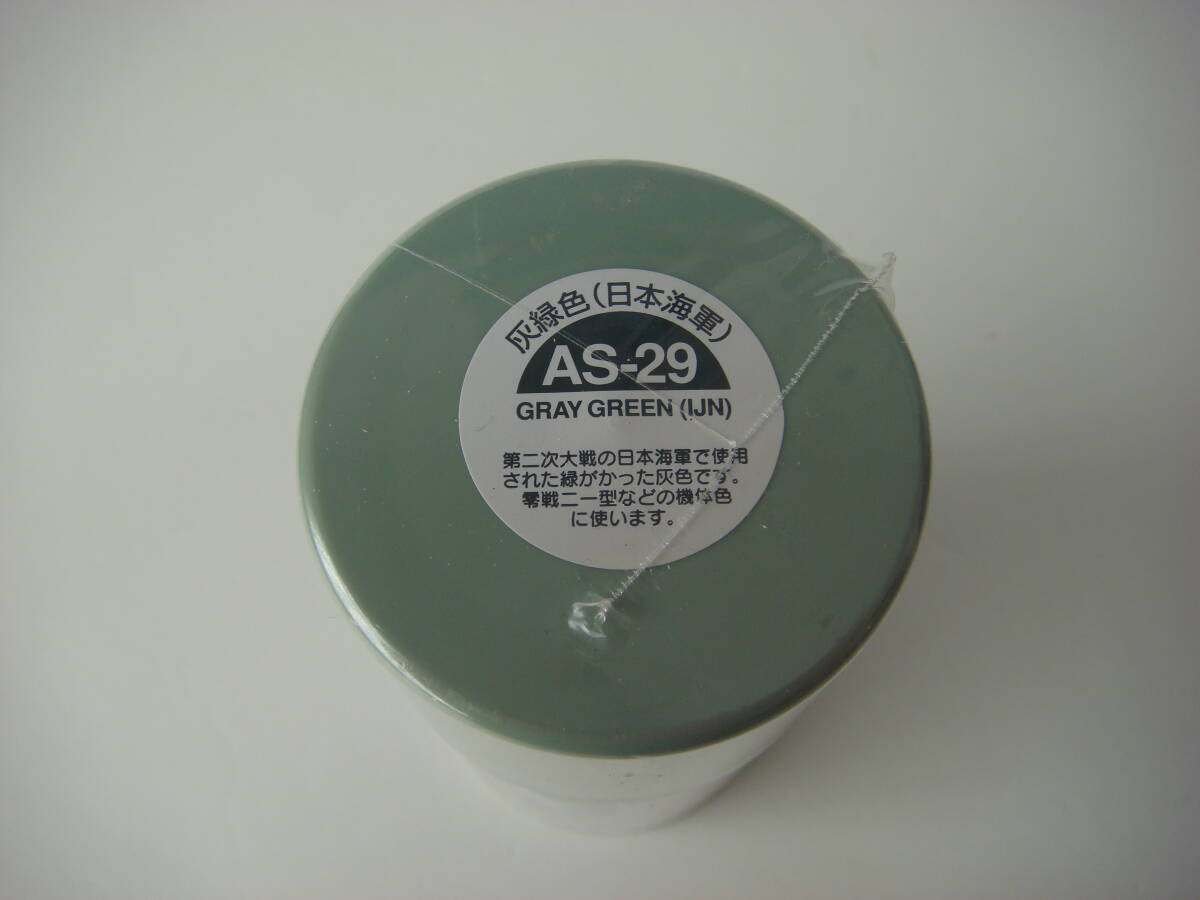 灰緑色(日本海軍)
AS-29
GRAY GREEN (IJN)
第二次大戦の日本海軍で使用
された緑がかった灰色です。
零戦二一型などの機体色
に使います。